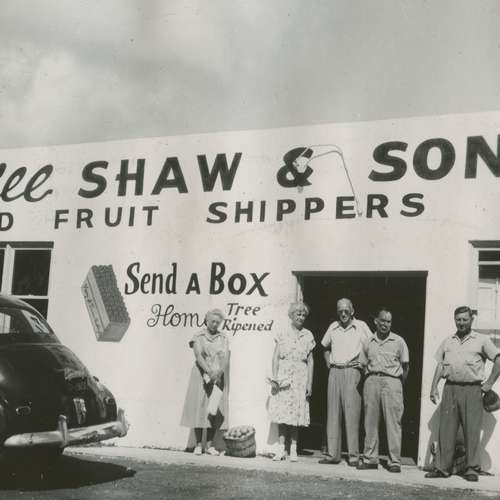 SHAW & SON
FRUIT SHIPPERS
Send A Box
Home Tree
Ripened